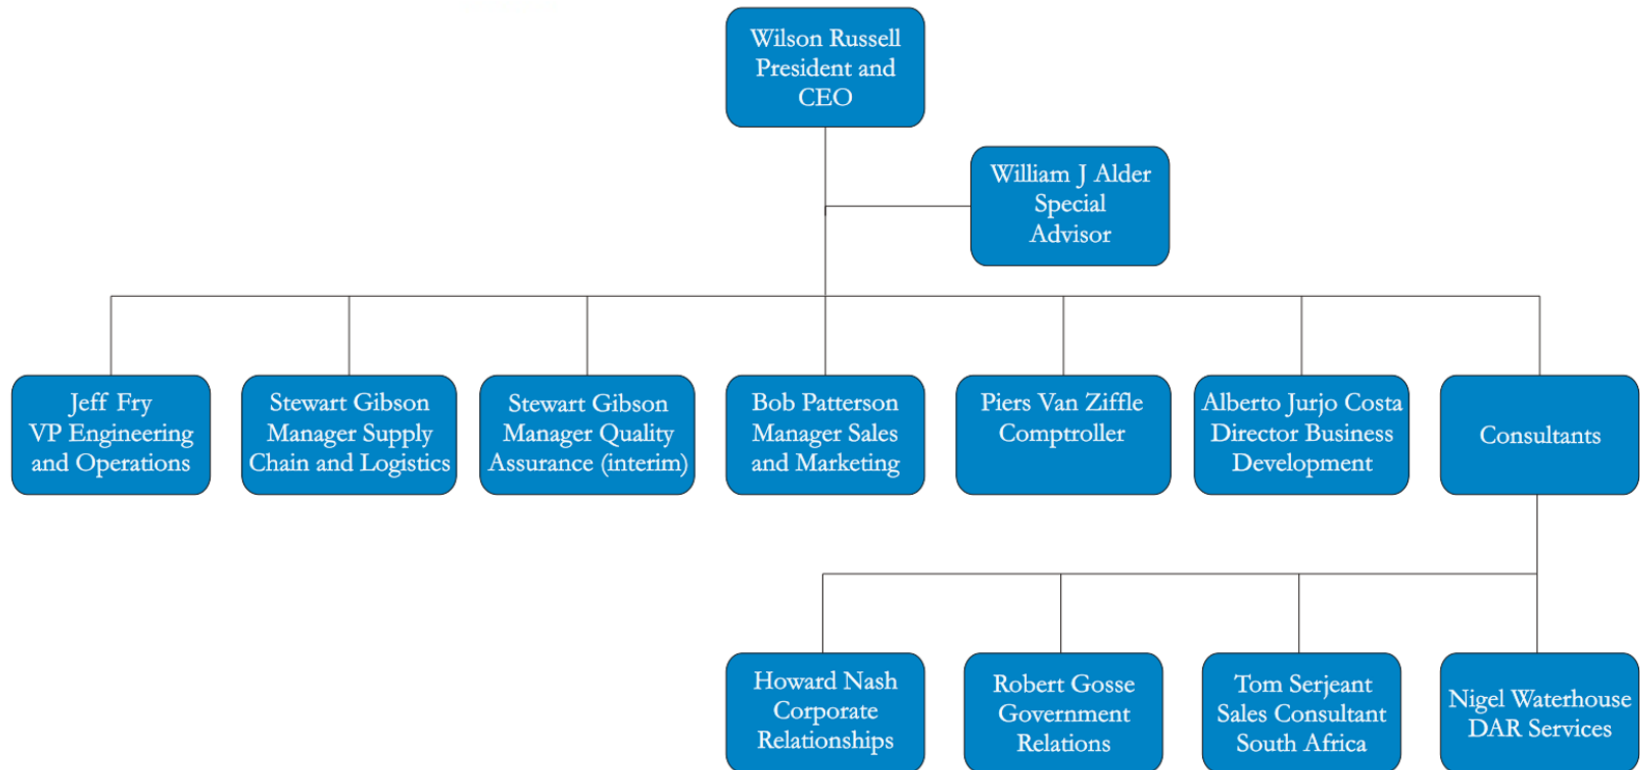 Wilson Russell
President and
CEO
William J Alder
Special
Advisor
Jeff Fry
VP Engineering
and Operations
Stewart Gibson
Manager Supply
Chain and Logistics
Stewart Gibson
Manager Quality
Assurance (interim)
Bob Patterson
Manager Sales
and Marketing
Piers Van Ziffle
Comptroller
Alberto Jurjo Costa
Director Business
Development
Consultants
Howard Nash
Corporate
Relationships
Robert Gosse
Government
Relations
Tom Serjeant
Sales Consultant
South Africa
Nigel Waterhouse
DAR Services